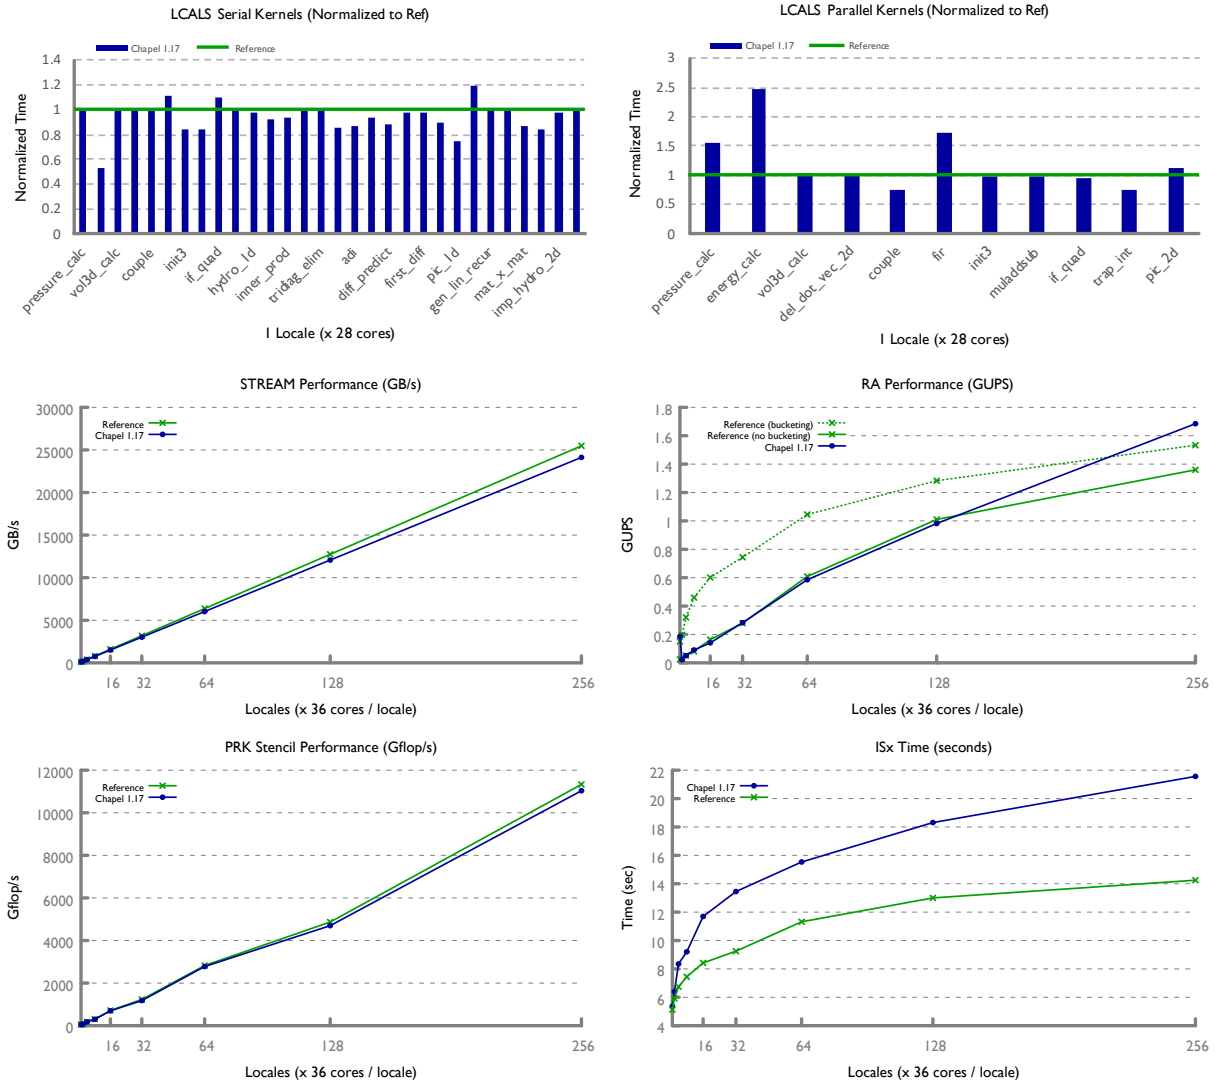 LCALS Serial Kernels (Normalized to Ref)
Chapel 1.17
Reference
1.4
1.2
1
0.8
0.6
0.4
0.2
0
Normalized Time
pressure_calc
vol3d_calc
couple
init3
if_quad
hydro_1d
inner_prod
tridiag_elim
adi
diff_predict
first_diff
pic_1d
gen_lin_recur
mat_x_mat
imp_hydro_2d
1 Locale (x 28 cores)
LCALS Parallel Kernels (Normalized to Ref)
Chapel 1.17
Reference
3
2.5
2
1.5
1
0.5
0
Normalized Time
pressure_calc
energy_calc
vol3d_calc
del_dot_vec_2d
couple
fir
init3
muladdsub
if_quad
trap_int
pic_2d
1 Locale (x 28 cores)
STREAM Performance (GB/s)
Reference
Chapel 1.17
30000
25000
20000
15000
10000
5000
0
GB/s
16 32 64 128 256
Locales (x 36 cores / locale)
RA Performance (GUPS)
Reference (bucketing)
Reference (no bucketing)
Chapel 1.17
1.8
1.6
1.4
1.2
1
0.8
0.6
0.4
0.2
0
GUPS
16 32 64 128 256
Locales (x 36 cores / locale)
PRK Stencil Performance (Gflop/s)
Reference
Chapel 1.17
12000
10000
8000
6000
4000
2000
0
Gflop/s
16 32 64 128 256
Locales (x 36 cores / locale)
ISx Time (seconds)
Chapel 1.17
Reference
22
20
18
16
14
12
10
8
6
4
Time (sec)
16 32 64 128 256
Locales (x 36 cores / locale)